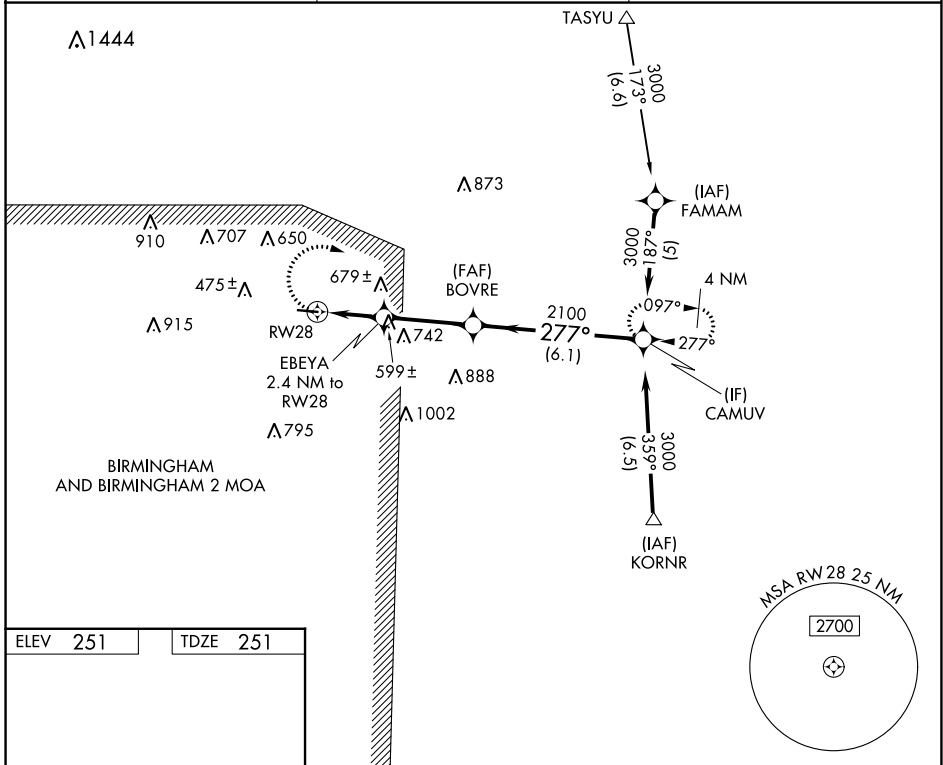 1444
TASYU
3000
173°
(6.6)
873
(IAF)
FAMAM
910
707
650
475±
679±
(FAF)
BOVRE
187°
3000
(5)
4 NM
097°
277°
2100
277°
(6.1)
915
RW28
742
EBEYA
2.4 NM to
RW28
599±
888
(IF)
CAMUV
1002
795
3000
359°
(6.5)
BIRMINGHAM
AND BIRMINGHAM 2 MOA
(IAF)
KORNR
MSA RW28 25 NM
2700
ELEV 251
TDZE 251